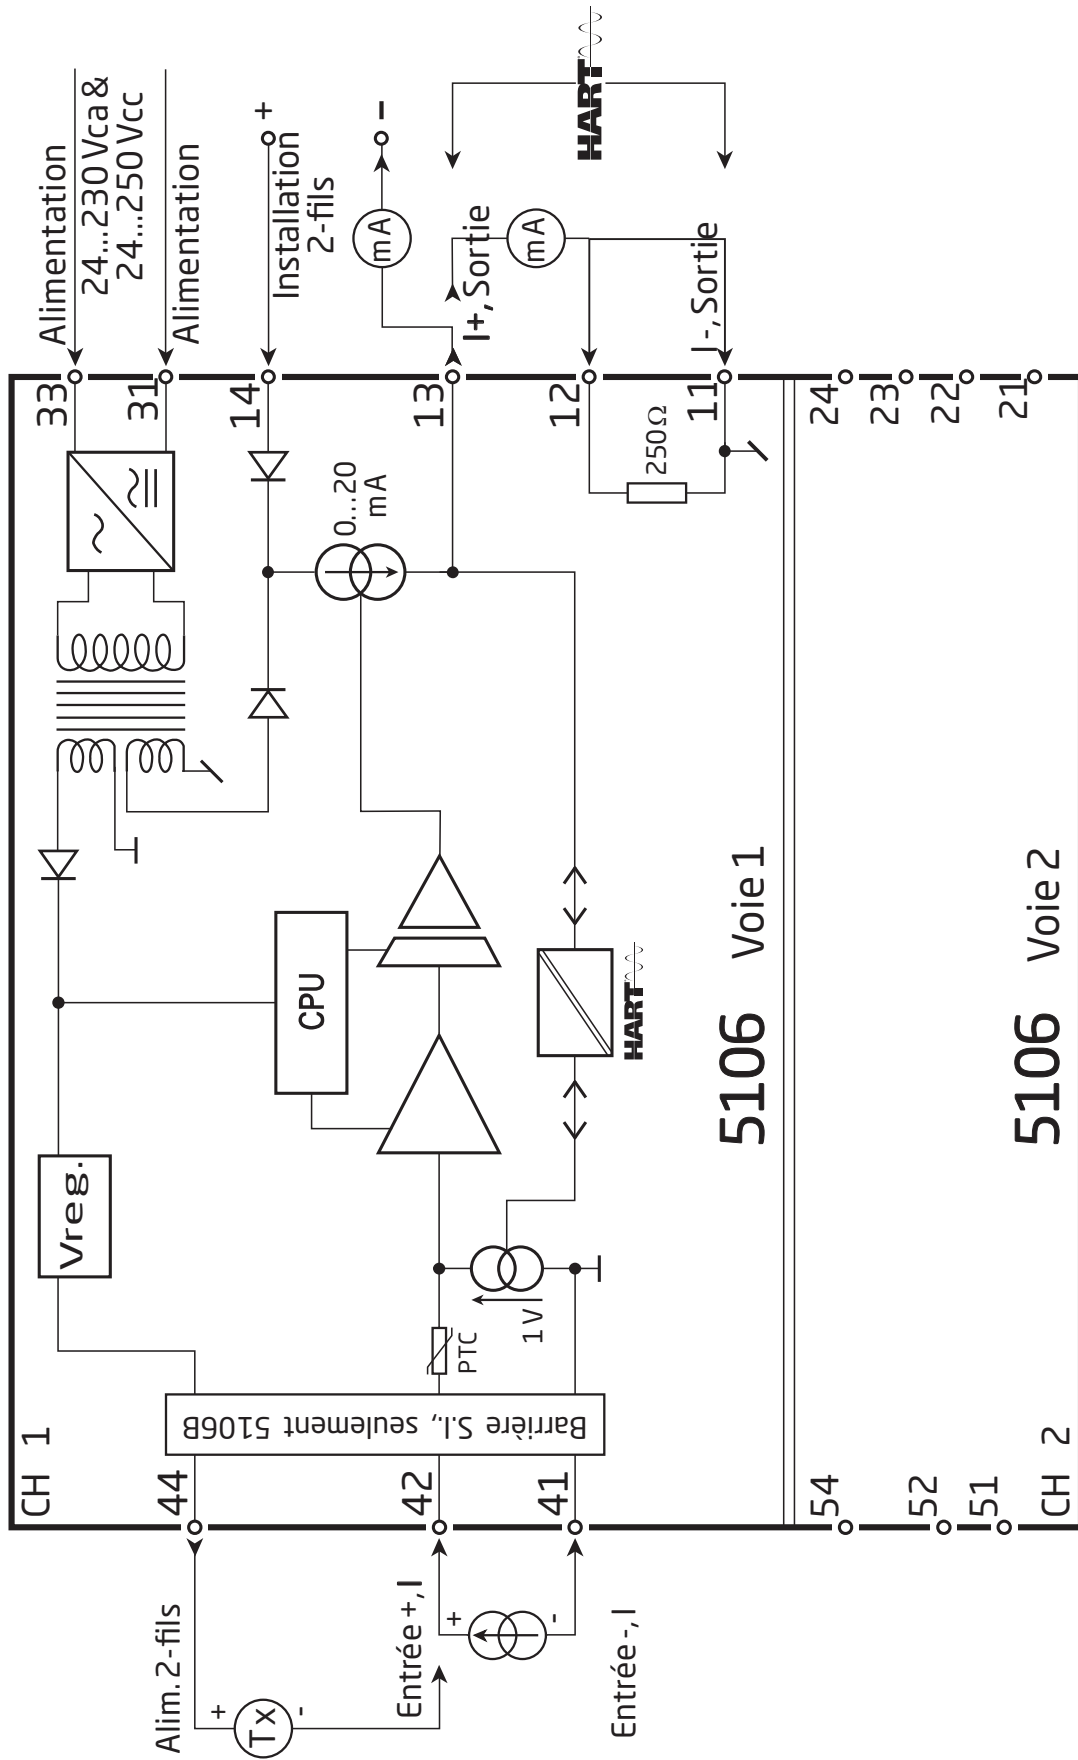 CH 1
Alim. 2-fils
+
Tx
-
Entrée +, I
+
-
Entrée -, I
44
42
41
Barrière S.I., seulement 5106B
Vreg.
PTC
1 V
CPU
HART
0...20
mA
250Ω
33
31
14
13
12
11
Alimentation
24...230 Vca &
24...250 Vcc
Alimentation
+
Installation
2-fils
-
mA
I+, Sortie
mA
I-, Sortie
HART
5106 Voie 1
54
52
51
CH 2
24
23
22
21
5106 Voie 2